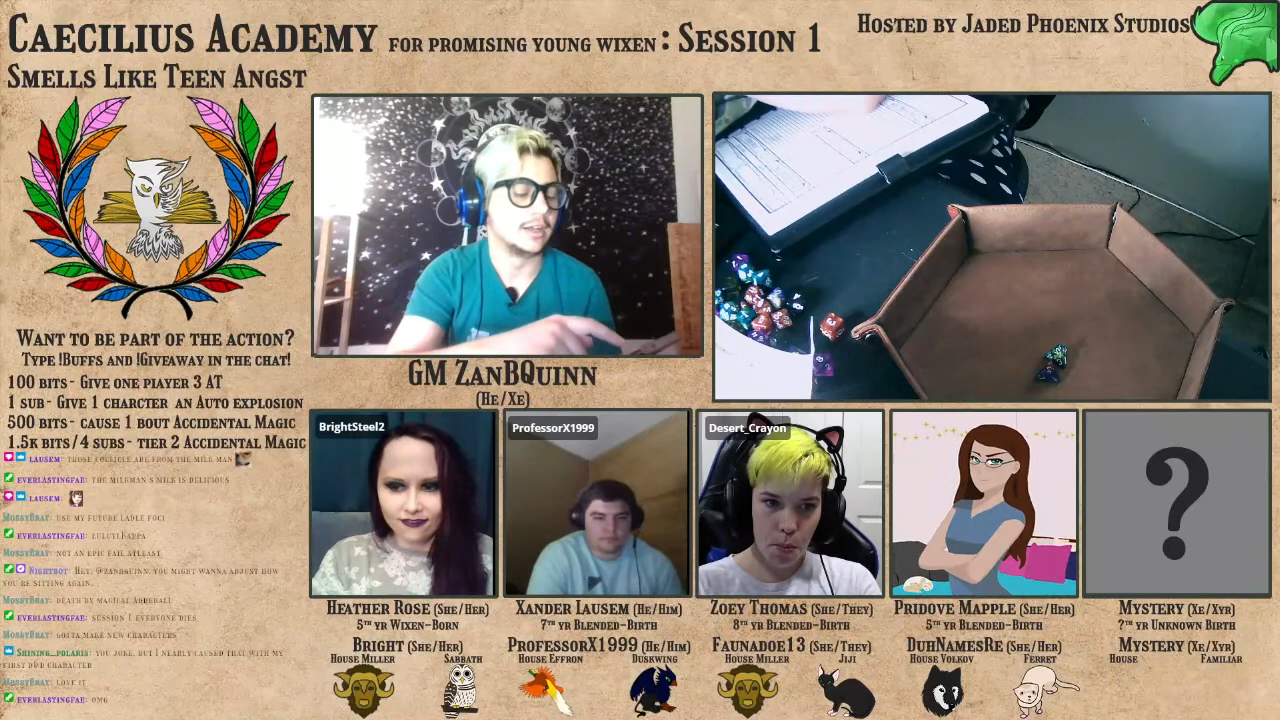 Caecilius Academy for promising young wixen: Session 1
Hosted by Jaded Phoenix Studios
Smells Like Teen Angst
Want to be part of the action?
Type !Buffs and !Giveaway in the chat!
100 bits - Give one piayer 3 AT
1 sub - Give 1 charcter an Auto explosion
500 bits - cause 1 bout Accidental Magic
1.5k bits/4 subs - tier 2 Accidental Magic
Lausem: those follicle are from the milk man
everlastingfae: the milkman's milk is delicious
Lausem:
MossyBray: use my future ladle foci
everlastingfae:
MossyBray: not an epic fail atleast
Nightbot: Hey, @zanbquinn, you might wanna adjust how
you're sitting again.
MossyBray: death by magical adderall
everlastingfae: session 1 everyone dies
MossyBray: gotta make new characters
Shining_polaris: you joke, but i nearly caused that with my
first d&d character
MossyBray: love it
everlastingfae: omg
GM ZanBQuinn
(He/Xe)
BrightSteel2
ProfessorX1999
Desert_Crayon
?
Heather Rose (She/Her)
5th yr Wixen-Born
Bright (She/Her)
House Miller
Sabbath
Xander Lausem (He/Him)
7th yr Blended-Birth
ProfessorX1999 (He/Him)
House Effron
Duskwing
Zoey Thomas (She/They)
8th yr Blended-Birth
Faunadoe13 (She/They)
House Miller
Jiji
Pridove Mapple (She/Her)
5th yr Blended-Birth
DuhNamesRe (She/Her)
House Volkov
Ferret
Mystery (Xe/Xyr)
?th yr Unknown Birth
Mystery (Xe/Xyr)
House
Familiar